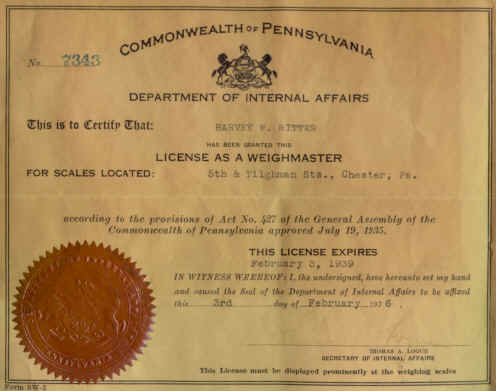 COMMONWEALTH OF PENNSYLVANIA
No. 7343
DEPARTMENT OF INTERNAL AFFAIRS
This is to Certify That: HARVEY RITTER
HAS BEEN GRANTED THIS
LICENSE AS A WEIGHMASTER
FOR SCALES LOCATED: 5th & Tilghman Sts., Chester, Pa.
according to the provisions of Act No. 427 of the General Assembly of the
Commonwealth of Pennsylvania approved July 19, 1935.
THIS LICENSE EXPIRES
February 3, 1939
IN WITNESS WHEREOF: I, the undersigned, have hereunto set my hand
and caused the Seal of the Department of Internal Affairs to be affixed
this 3rd day of February
THOMAS A. LOGUE
SECRETARY OF INTERNAL AFFAIRS
This License must be displayed prominently at the weighing scales
Form SW-2